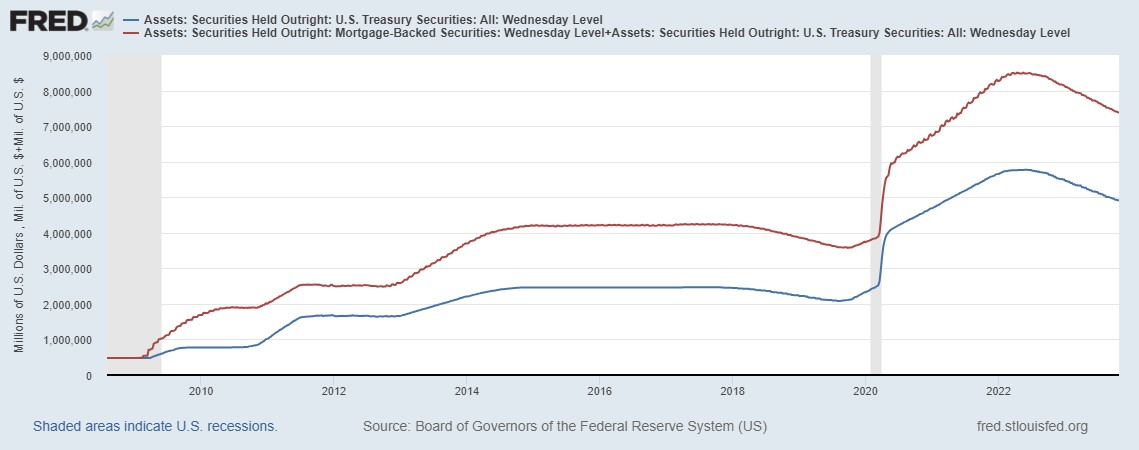 FRED
Assets: Securities Held Outright: U.S. Treasury Securities: All: Wednesday Level
Assets: Securities Held Outright: Mortgage-Backed Securities: Wednesday Level+Assets: Securities Held Outright: U.S. Treasury Securities: All: Wednesday Level
Millions of U.S. Dollars , Mil. of U.S. $+Mil. of U.S. $
9,000,000
8,000,000
7,000,000
6,000,000
5,000,000
4,000,000
3,000,000
2,000,000
1,000,000
0
2010
2012
2014
2016
2018
2020
2022
Shaded areas indicate U.S. recessions.
Source: Board of Governors of the Federal Reserve System (US)
fred.stlouisfed.org